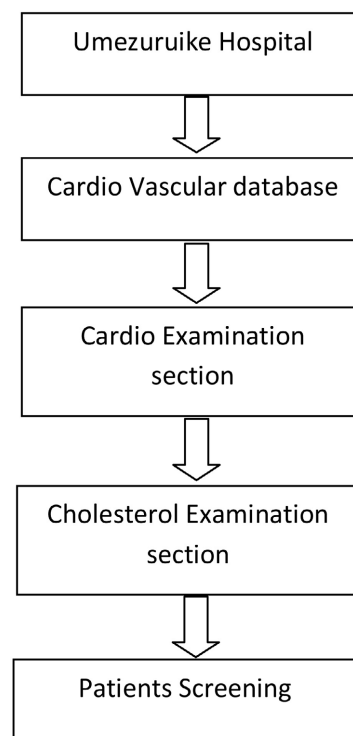 Umezuruike Hospital
Cardio Vascular database
Cardio Examination
section
Cholesterol Examination
section
Patients Screening